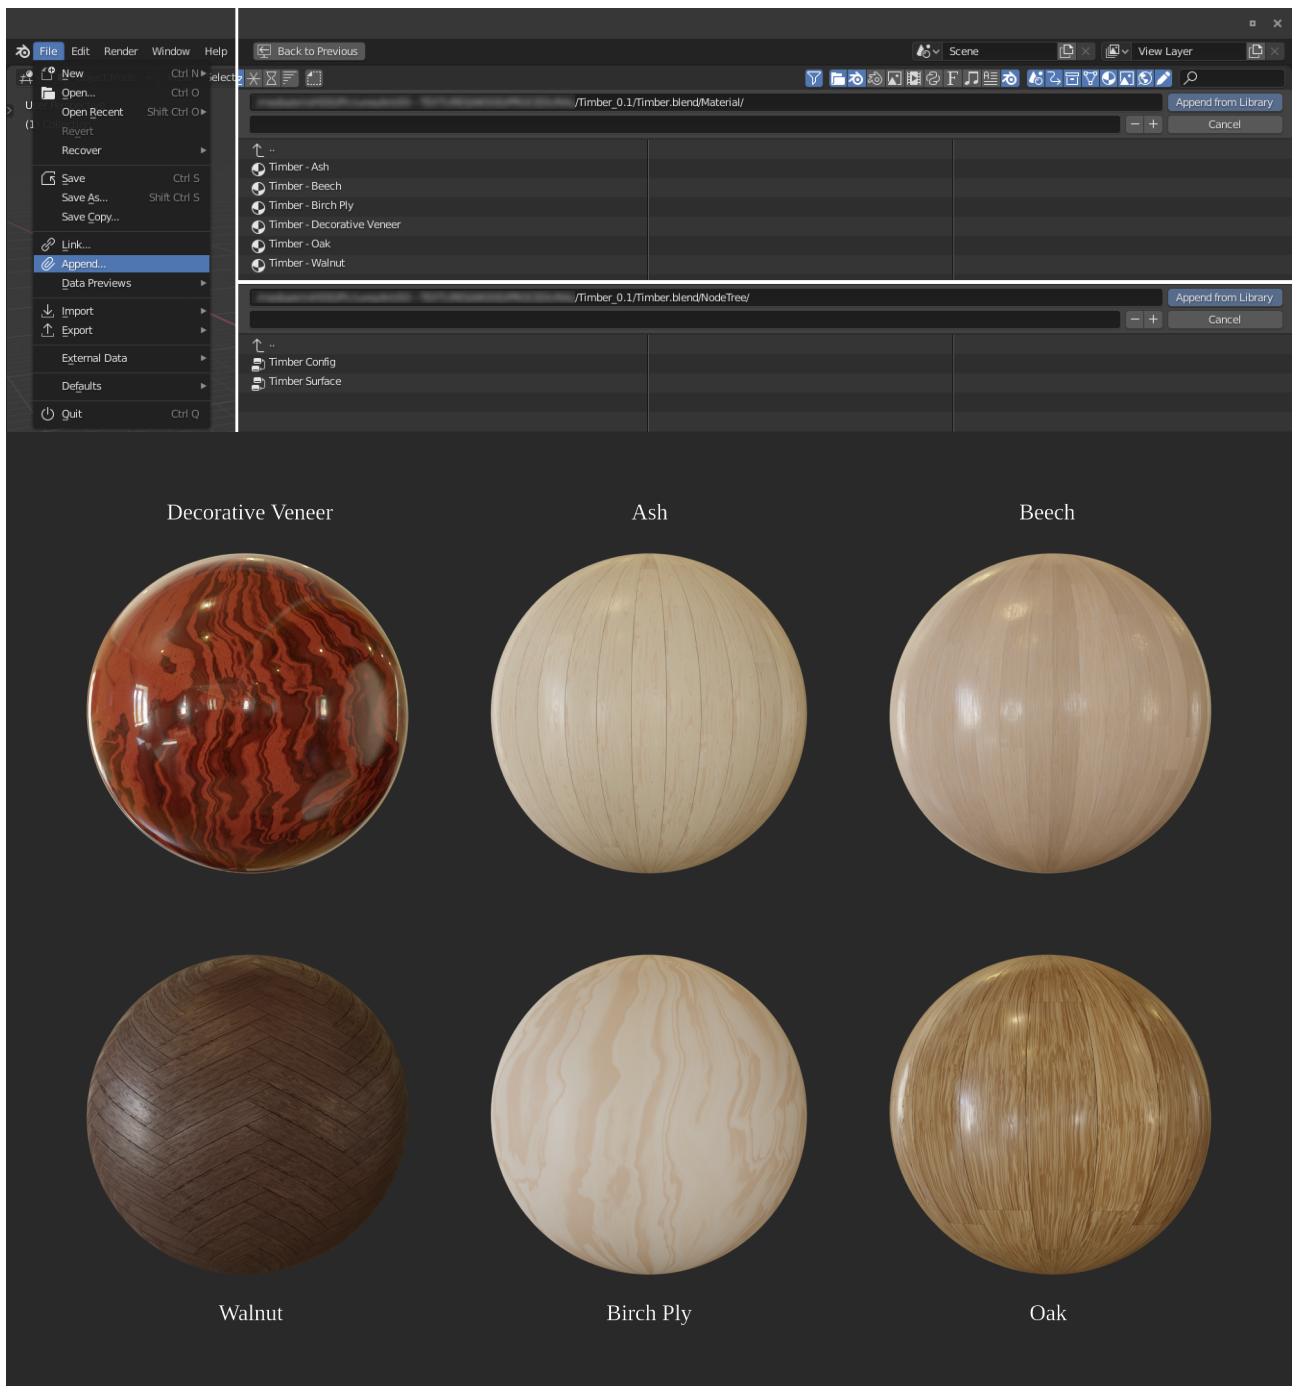 File Edit Render Window Help
Back to Previous
Scene
View Layer
New Ctrl N
Open... Ctrl O
Open Recent Shift Ctrl O
Revert
Recover
Save Ctrl S
Save As... Shift Ctrl S
Save Copy...
Link...
Append...
Data Previews
Import
Export
External Data
Defaults
Quit Ctrl Q
/Timber_0.1/Timber.blend/Material/
Append from Library
Cancel
..
Timber - Ash
Timber - Beech
Timber - Birch Ply
Timber - Decorative Veneer
Timber - Oak
Timber - Walnut
/Timber_0.1/Timber.blend/NodeTree/
Append from Library
Cancel
..
Timber Config
Timber Surface
Decorative Veneer
Ash
Beech
Walnut
Birch Ply
Oak